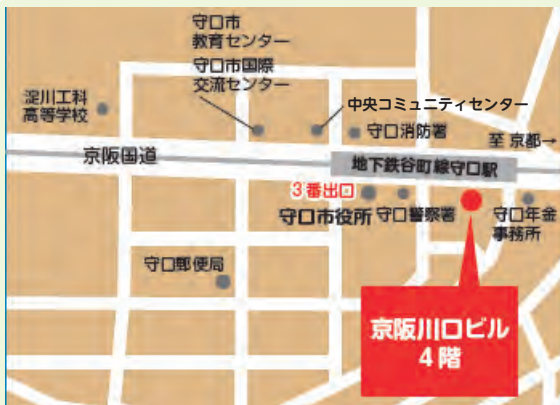 守口市
教育センター
守口市国際
交流センター
中央コミュニティセンター
淀川工科
高等学校
守口消防署
至 京都→
京阪国道
地下鉄谷町線守口駅
3番出口
守口市役所
守口警察署
守口年金
事務所
守口郵便局
京阪川口ビル
4階